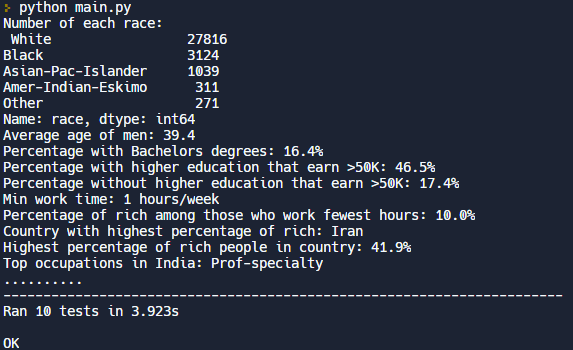 > python main.py
Number of each race:
 White                 27816
Black                  3124
Asian-Pac-Islander     1039
Amer-Indian-Eskimo      311
Other                   271
Name: race, dtype: int64
Average age of men: 39.4
Percentage with Bachelors degrees: 16.4%
Percentage with higher education that earn >50K: 46.5%
Percentage without higher education that earn >50K: 17.4%
Min work time: 1 hours/week
Percentage of rich among those who work fewest hours: 10.0%
Country with highest percentage of rich: Iran
Highest percentage of rich people in country: 41.9%
Top occupations in India: Prof-specialty
..........
----------------------------------------------------------------------
Ran 10 tests in 3.923s

OK